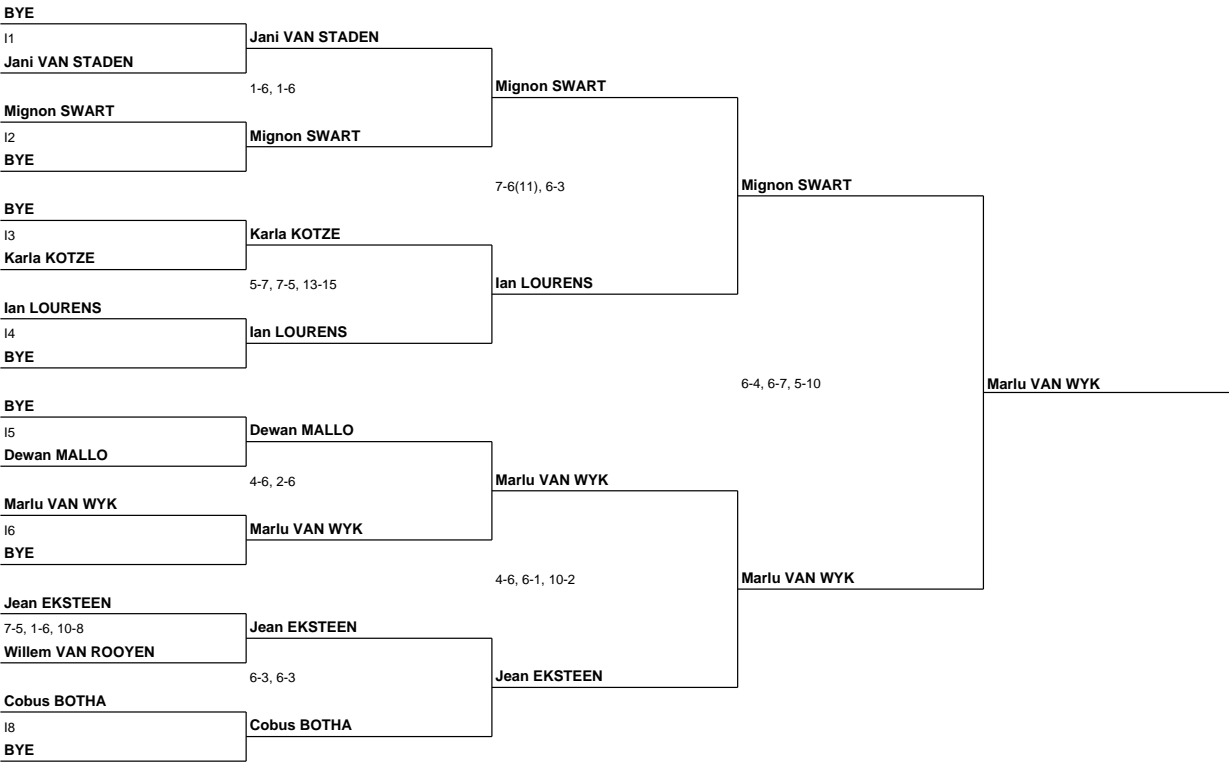 BYE
I1
Jani VAN STADEN
Jani VAN STADEN
1-6, 1-6
Mignon SWART
Mignon SWART
I2
Mignon SWART
BYE
7-6(11), 6-3
Mignon SWART
BYE
I3
Karla KOTZE
Karla KOTZE
5-7, 7-5, 13-15
Ian LOURENS
Ian LOURENS
I4
Ian LOURENS
BYE
6-4, 6-7, 5-10
Marlu VAN WYK
BYE
I5
Dewan MALLO
Dewan MALLO
4-6, 2-6
Marlu VAN WYK
Marlu VAN WYK
I6
Marlu VAN WYK
BYE
4-6, 6-1, 10-2
Marlu VAN WYK
Jean EKSTEEN
7-5, 1-6, 10-8
Jean EKSTEEN
Willem VAN ROOYEN
6-3, 6-3
Jean EKSTEEN
Cobus BOTHA
I8
Cobus BOTHA
BYE